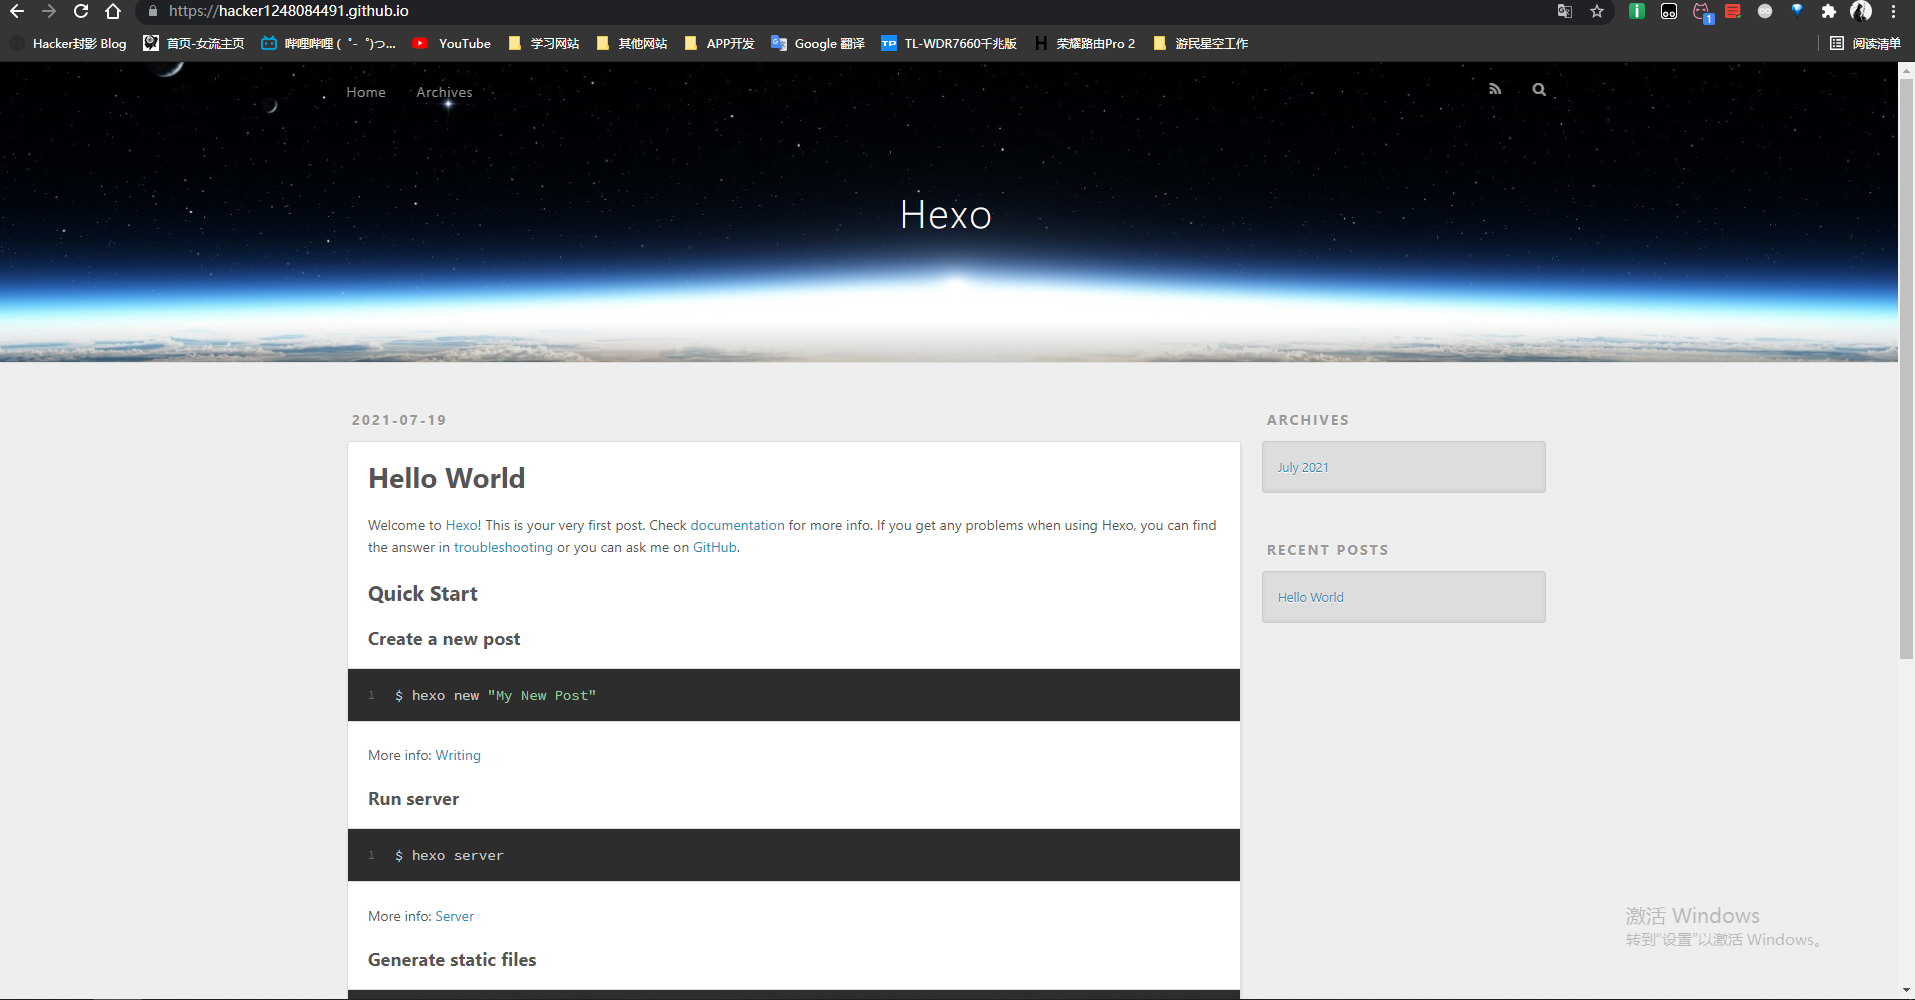 https://hacker1248084491.github.io
1
Hacker封影 Blog 首页-女流主页 哔哩哔哩 ( ゜- ゜)つ... YouTube 学习网站 其他网站 APP开发 Google 翻译 TL-WDR7660千兆版 荣耀路由Pro 2 游民星空工作 阅读清单
Home Archives
Hexo
2021-07-19
Hello World
Welcome to Hexo! This is your very first post. Check documentation for more info. If you get any problems when using Hexo, you can find
the answer in troubleshooting or you can ask me on GitHub.
Quick Start
Create a new post
1 $ hexo new "My New Post"
More info: Writing
Run server
1 $ hexo server
More info: Server
Generate static files
ARCHIVES
July 2021
RECENT POSTS
Hello World
激活 Windows
转到“设置”以激活 Windows。